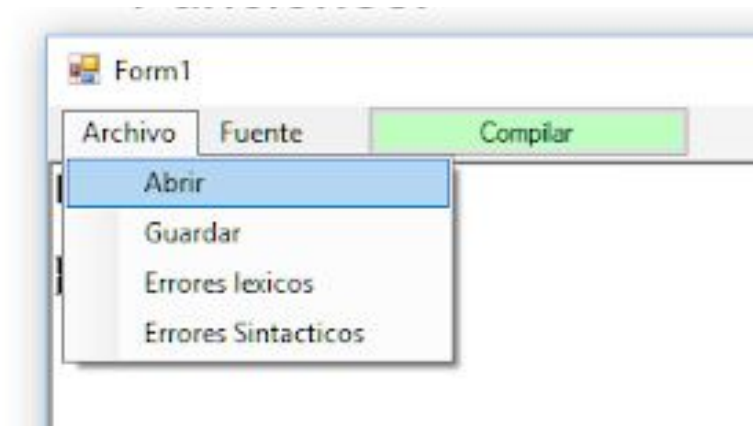 Form1
Archivo Fuente Compilar
Abrir
Guardar
Errores lexicos
Errores Sintacticos